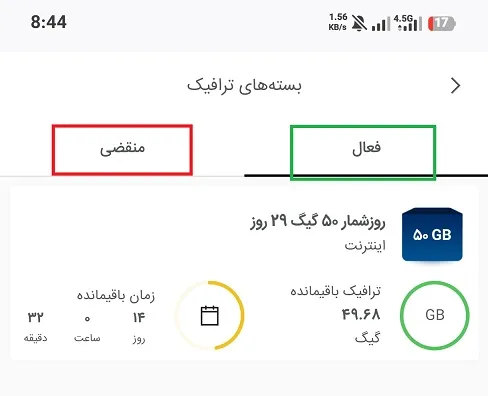 8:44
1.56 KB/s 4.5G 17
بسته‌های ترافیک
فعال
منقضی
50 GB
روزشمار ۵۰ گیگ ۲۹ روز
اینترنت
GB
ترافیک باقیمانده
۴۹.۶۸
گیگ
زمان باقیمانده
۱۴ ۰ ۳۲
روز ساعت دقیقه